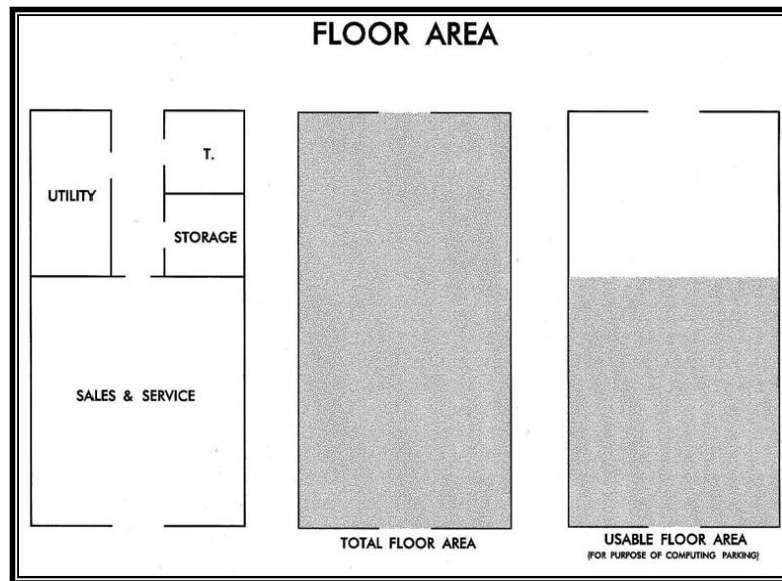 FLOOR AREA
T.
UTILITY
STORAGE
SALES & SERVICE
TOTAL FLOOR AREA
USABLE FLOOR AREA
(FOR PURPOSE OF COMPUTING PARKING)